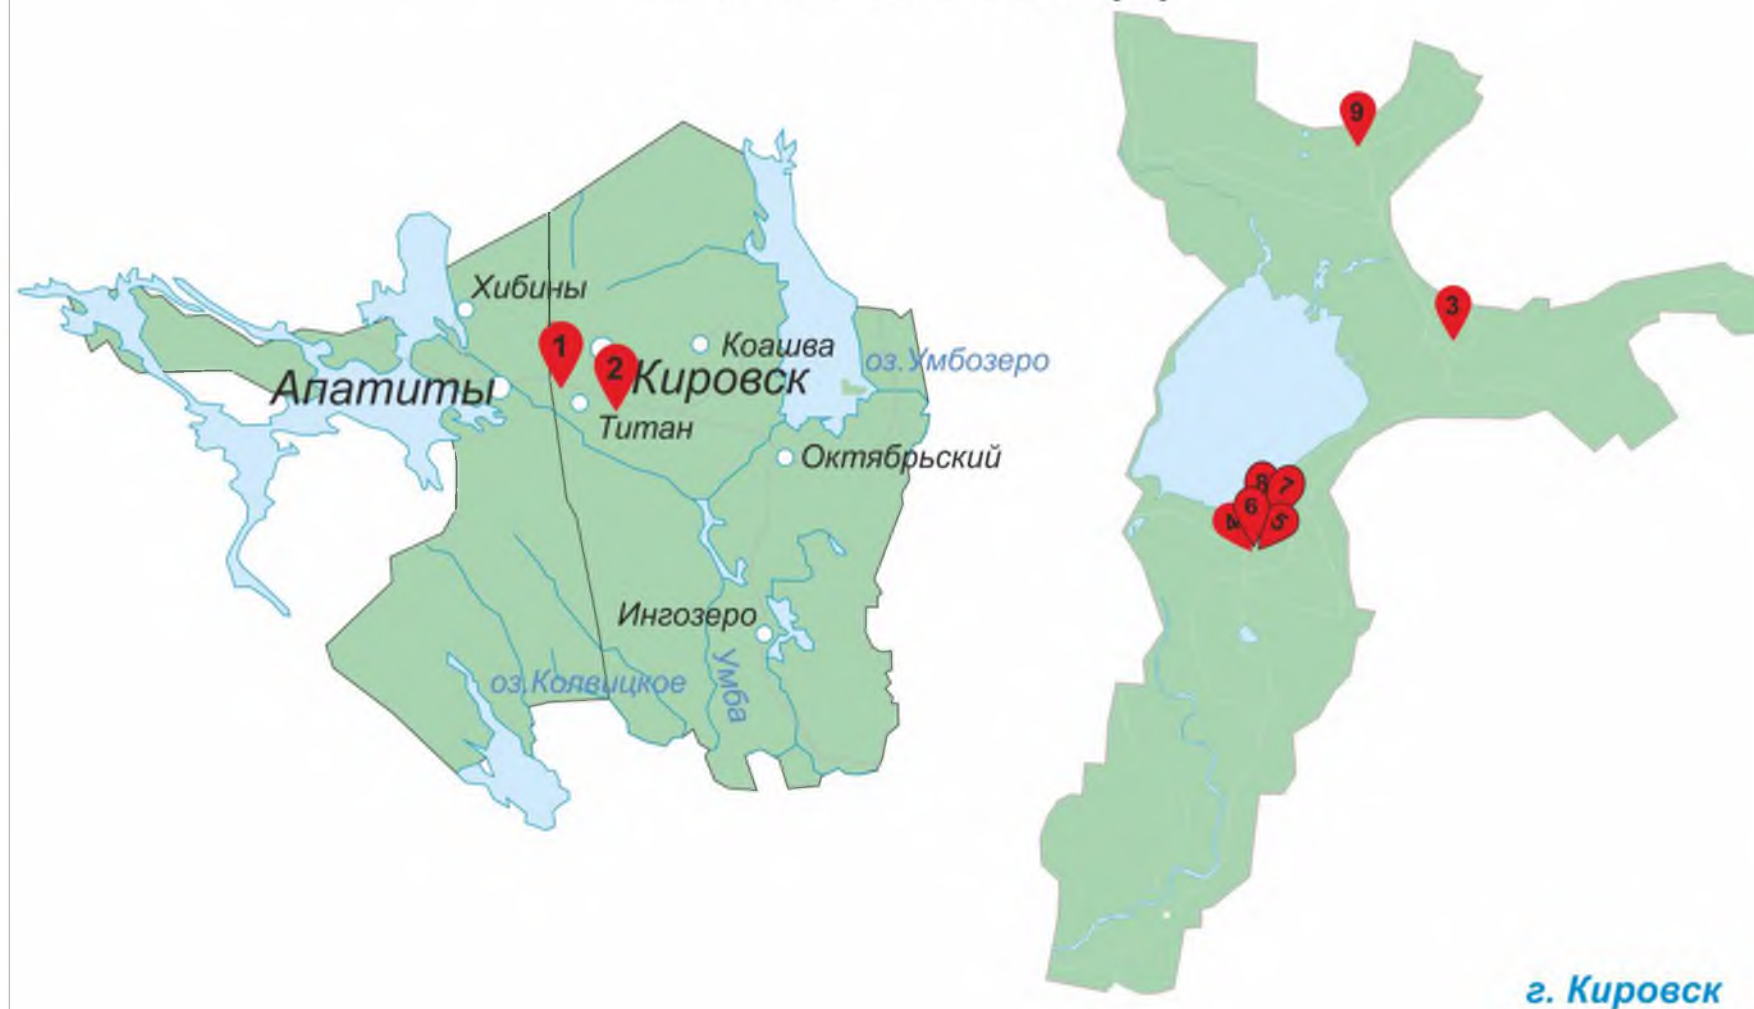 9
3
Хибины
1
2
Коашва
оз.Умбозеро
Апатиты
Кировск
Титан
Октябрьский
8
7
6
4
5
Ингозеро
оз.Колвицкое
Умба
г. Кировск